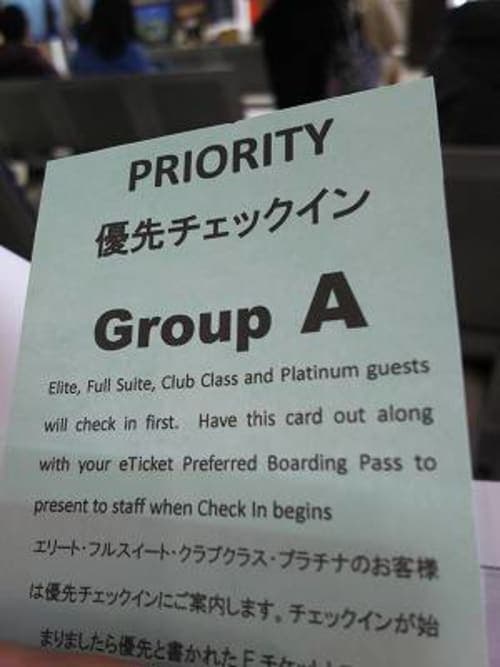 PRIORITY
優先チェックイン
Group A
Elite, Full Suite, Club Class and Platinum guests
will check in first. Have this card out along
with your eTicket Preferred Boarding Pass to
present to staff when Check In begins
エリート・フルスイート・クラブクラス・プラチナのお客様
は優先チェックインにご案内します。チェックインが始
まりましたら優先と書かれたEチケット